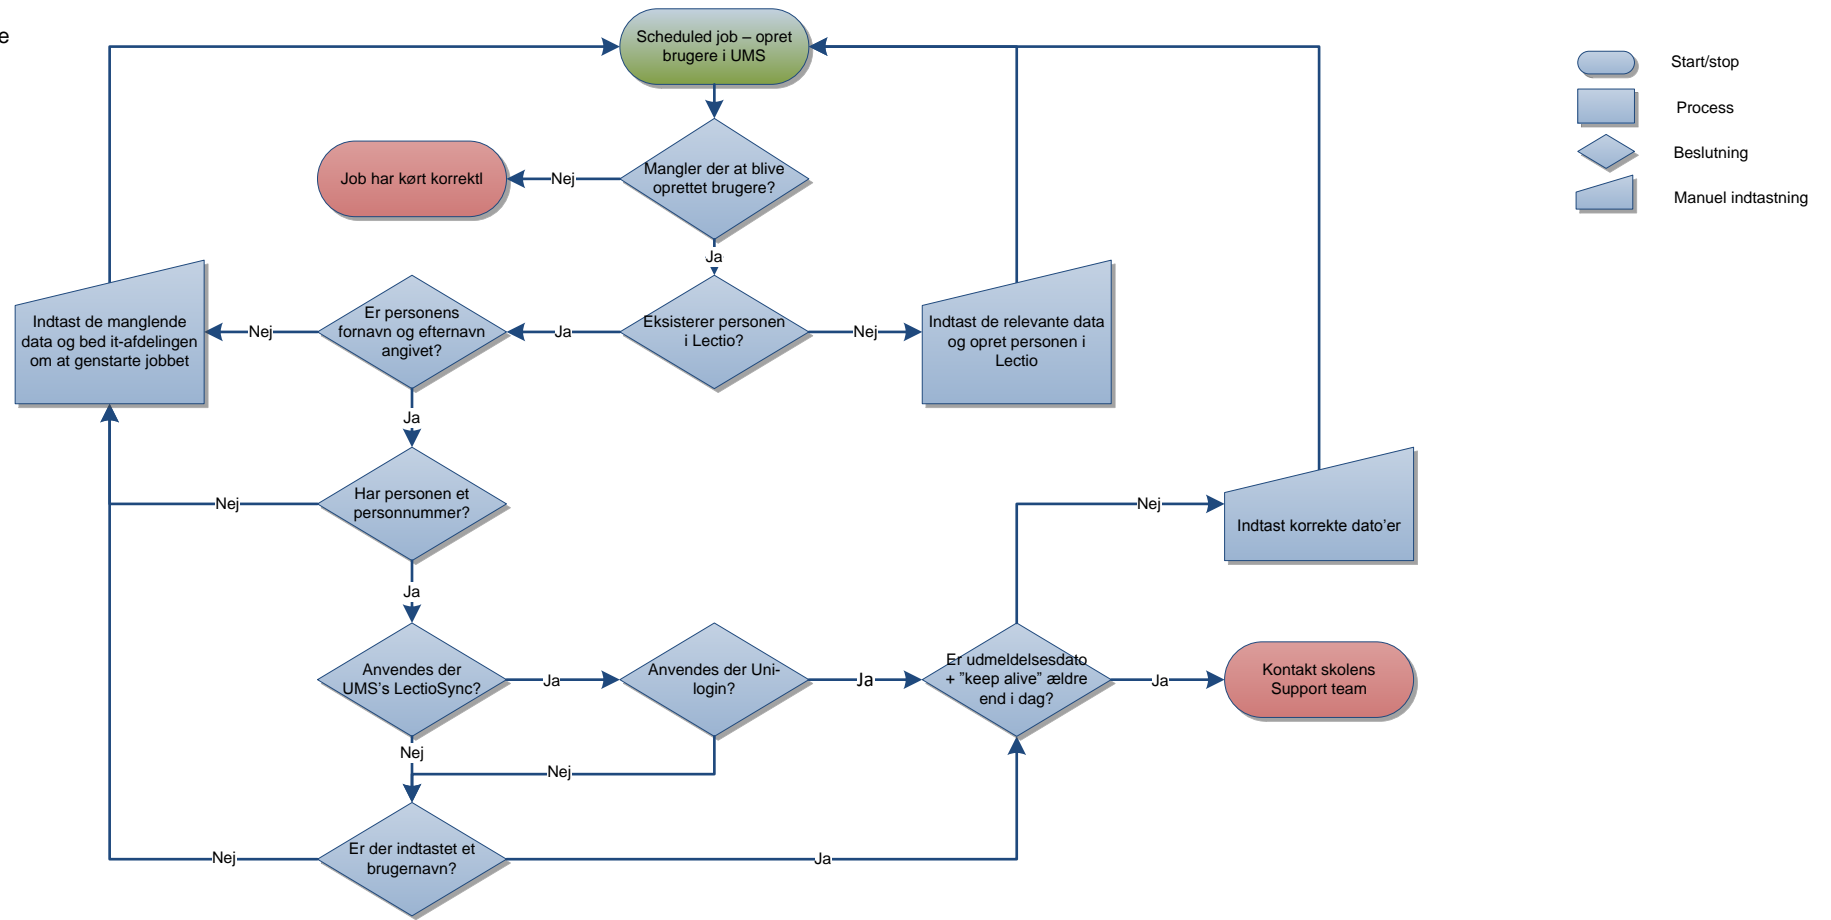 e
Scheduled job – opret
brugere i UMS
Start/stop
Process
Beslutning
Manuel indtastning
Mangler der at blive
oprettet brugere?
Nej
Job har kørt korrektl
Ja
Eksisterer personen
i Lectio?
Ja
Nej
Er personens
fornavn og efternavn
angivet?
Nej
Indtast de manglende
data og bed it-afdelingen
om at genstarte jobbet
Indtast de relevante data
og opret personen i
Lectio
Ja
Har personen et
personnummer?
Nej
Nej
Indtast korrekte dato’er
Ja
Anvendes der
UMS’s LectioSync?
Ja
Anvendes der Uni-
login?
Ja
Er udmeldelsesdato
+ ”keep alive” ældre
end i dag?
Ja
Kontakt skolens
Support team
Nej
Nej
Er der indtastet et
brugernavn?
Nej
Ja